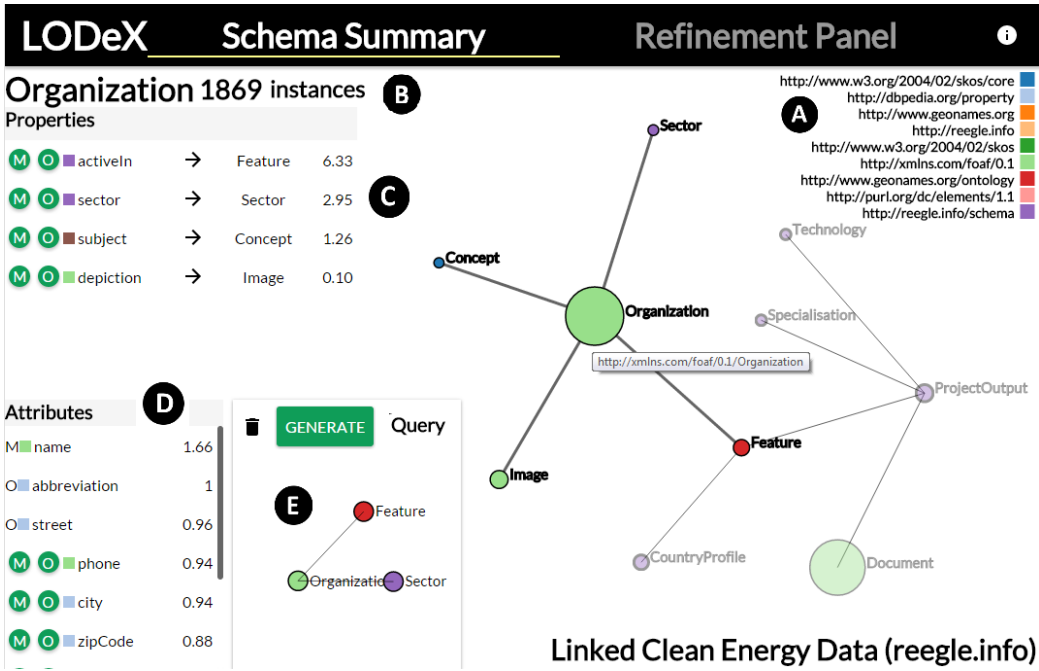 LODeX Schema Summary Refinement Panel i
Organization 1869 instances B
Properties
M O activeIn → Feature 6.33
M O sector → Sector 2.95 C
M O subject → Concept 1.26
M O depiction → Image 0.10
A
http://www.w3.org/2004/02/skos/core
http://dbpedia.org/property
http://www.geonames.org
http://reegle.info
http://www.w3.org/2004/02/skos
http://xmlns.com/foaf/0.1
http://www.geonames.org/ontology
http://purl.org/dc/elements/1.1
http://reegle.info/schema
Sector
Technology
Concept
Organization
Specialisation
http://xmlns.com/foaf/0.1/Organization
ProjectOutput
Feature
Image
CountryProfile
Document
Attributes D
M name 1.66
O abbreviation 1
O street 0.96
M O phone 0.94
M O city 0.94
M O zipCode 0.88
GENERATE Query
E
Feature
Organization Sector
Linked Clean Energy Data (reegle.info)